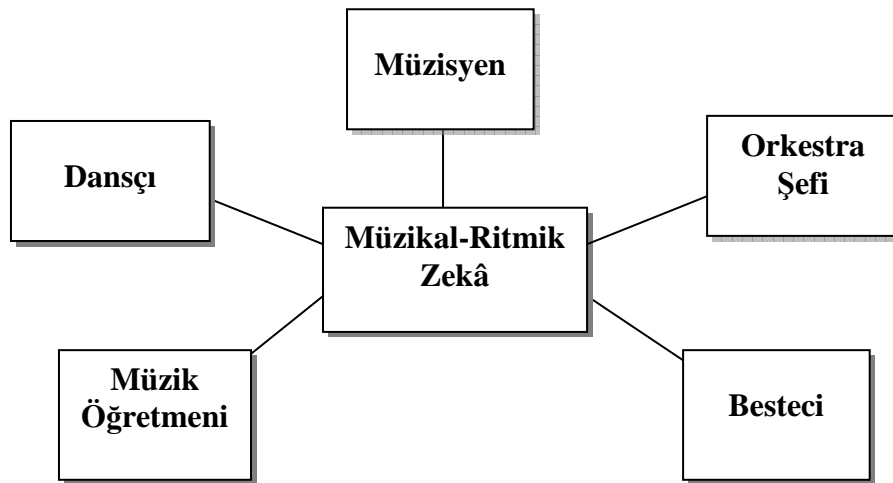 Müzisyen
Dansçı
Orkestra
Şefi
Müzikal-Ritmik
Zekâ
Müzik
Öğretmeni
Besteci